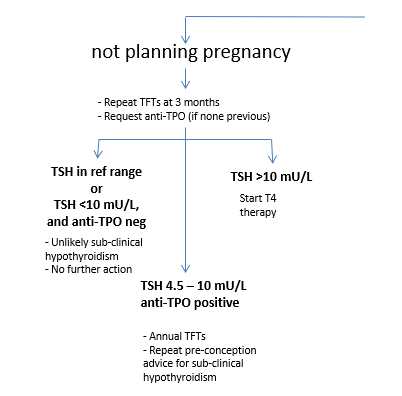 not planning pregnancy
- Repeat TFTs at 3 months
- Request anti-TPO (if none previous)
TSH in ref range
or
TSH <10 mU/L,
and anti-TPO neg
- Unlikely sub-clinical
hypothyroidism
- No further action
TSH >10 mU/L
Start T4
therapy
TSH 4.5 – 10 mU/L
anti-TPO positive
- Annual TFTs
- Repeat pre-conception
advice for sub-clinical
hypothyroidism